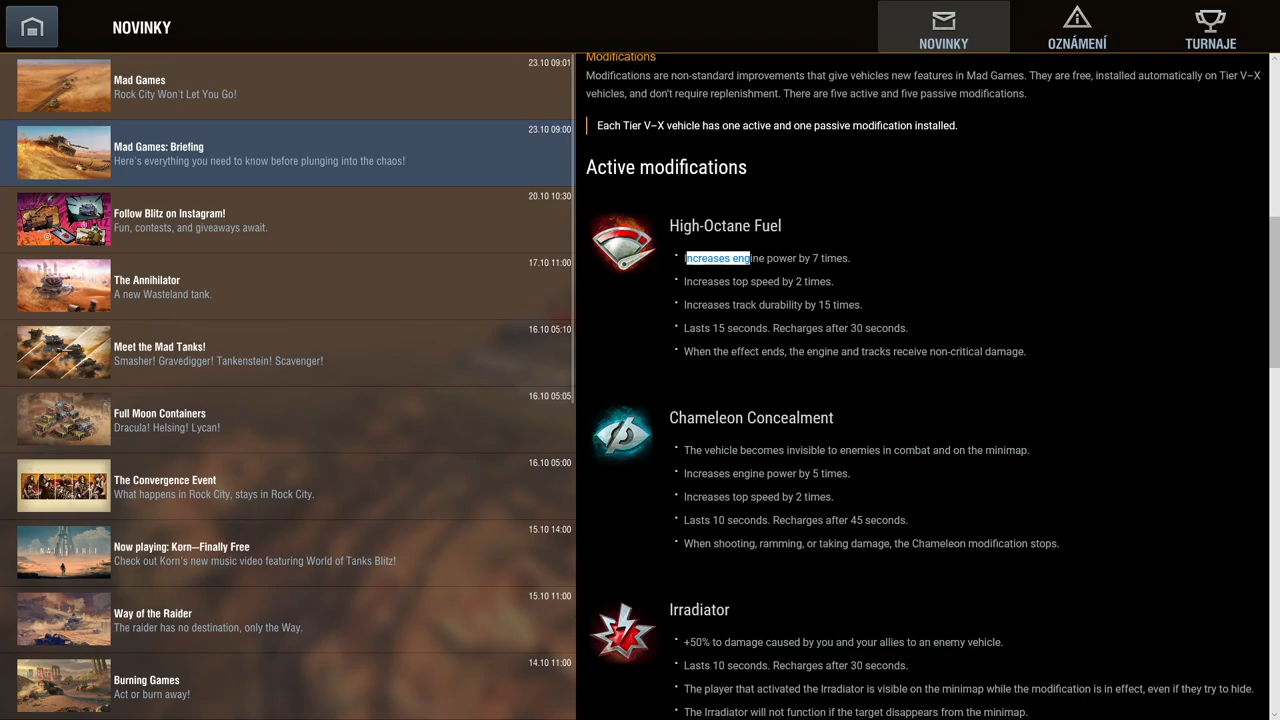 NOVINKY
NOVINKY
OZNÁMENÍ
TURNAJE
23.10 09:01
Mad Games
Rock City Won't Let You Go!
23.10 09:00
Mad Games: Briefing
Here's everything you need to know before plunging into the chaos!
20.10 10:30
Follow Blitz on Instagram!
Fun, contests, and giveaways await.
17.10 11:00
The Annihilator
A new Wasteland tank.
16.10 05:10
Meet the Mad Tanks!
Smasher! Gravedigger! Tankenstein! Scavenger!
16.10 05:05
Full Moon Containers
Dracula! Helsing! Lycan!
16.10 05:00
The Convergence Event
What happens in Rock City, stays in Rock City.
15.10 14:00
Now playing: Korn—Finally Free
Check out Korn's new music video featuring World of Tanks Blitz!
15.10 11:00
Way of the Raider
The raider has no destination, only the Way.
14.10 11:00
Burning Games
Act or burn away!
Modifications
Modifications are non-standard improvements that give vehicles new features in Mad Games. They are free, installed automatically on Tier V–X
vehicles, and don't require replenishment. There are five active and five passive modifications.
Each Tier V–X vehicle has one active and one passive modification installed.
Active modifications
High-Octane Fuel
Increases engine power by 7 times.
Increases top speed by 2 times.
Increases track durability by 15 times.
Lasts 15 seconds. Recharges after 30 seconds.
When the effect ends, the engine and tracks receive non-critical damage.
Chameleon Concealment
The vehicle becomes invisible to enemies in combat and on the minimap.
Increases engine power by 5 times.
Increases top speed by 2 times.
Lasts 10 seconds. Recharges after 45 seconds.
When shooting, ramming, or taking damage, the Chameleon modification stops.
Irradiator
+50% to damage caused by you and your allies to an enemy vehicle.
Lasts 10 seconds. Recharges after 30 seconds.
The player that activated the Irradiator is visible on the minimap while the modification is in effect, even if they try to hide.
The Irradiator will not function if the target disappears from the minimap.